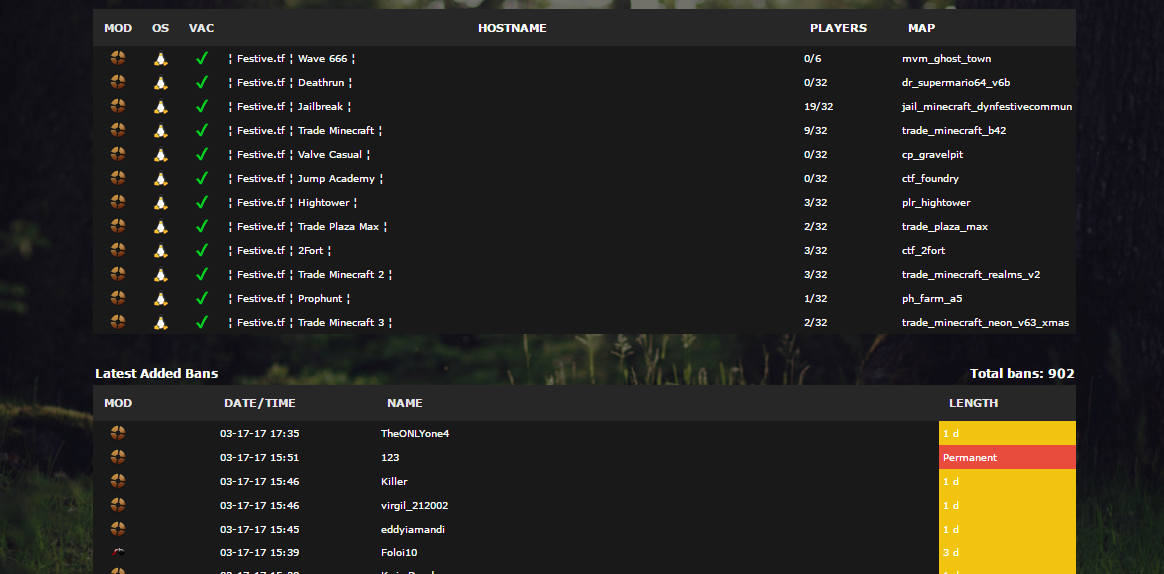 MOD OS VAC HOSTNAME PLAYERS MAP
¦ Festive.tf ¦ Wave 666 ¦ 0/6 mvm_ghost_town
¦ Festive.tf ¦ Deathrun ¦ 0/32 dr_supermario64_v6b
¦ Festive.tf ¦ Jailbreak ¦ 19/32 jail_minecraft_dynfestivecommun
¦ Festive.tf ¦ Trade Minecraft ¦ 9/32 trade_minecraft_b42
¦ Festive.tf ¦ Valve Casual ¦ 0/32 cp_gravelpit
¦ Festive.tf ¦ Jump Academy ¦ 0/32 ctf_foundry
¦ Festive.tf ¦ Hightower ¦ 3/32 plr_hightower
¦ Festive.tf ¦ Trade Plaza Max ¦ 2/32 trade_plaza_max
¦ Festive.tf ¦ 2Fort ¦ 3/32 ctf_2fort
¦ Festive.tf ¦ Trade Minecraft 2 ¦ 3/32 trade_minecraft_realms_v2
¦ Festive.tf ¦ Prophunt ¦ 1/32 ph_farm_a5
¦ Festive.tf ¦ Trade Minecraft 3 ¦ 2/32 trade_minecraft_neon_v63_xmas
Latest Added Bans Total bans: 902
MOD DATE/TIME NAME LENGTH
03-17-17 17:35 TheONLYone4 1 d
03-17-17 15:51 123 Permanent
03-17-17 15:46 Killer 1 d
03-17-17 15:46 virgil_212002 1 d
03-17-17 15:45 eddyiamandi 1 d
03-17-17 15:39 Foloi10 3 d